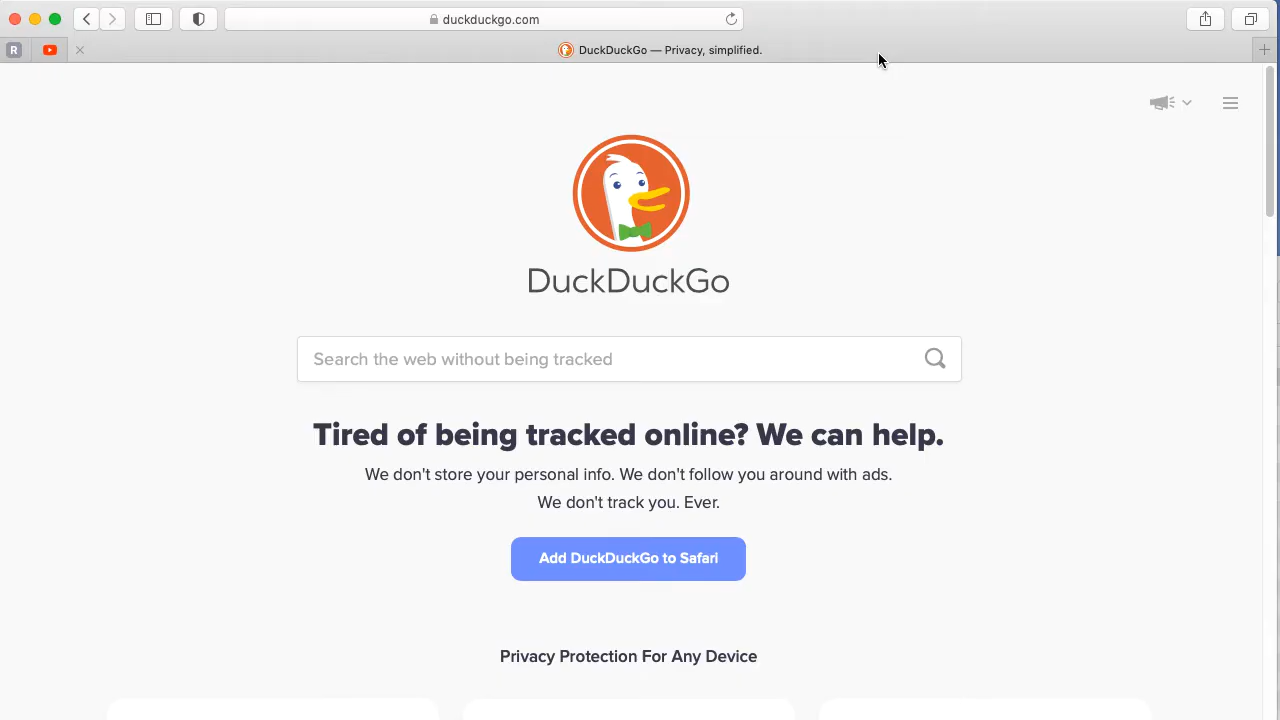 duckduckgo.com
R
DuckDuckGo — Privacy, simplified.
DuckDuckGo
Search the web without being tracked
Tired of being tracked online? We can help.
We don't store your personal info. We don't follow you around with ads.
We don't track you. Ever.
Add DuckDuckGo to Safari
Privacy Protection For Any Device